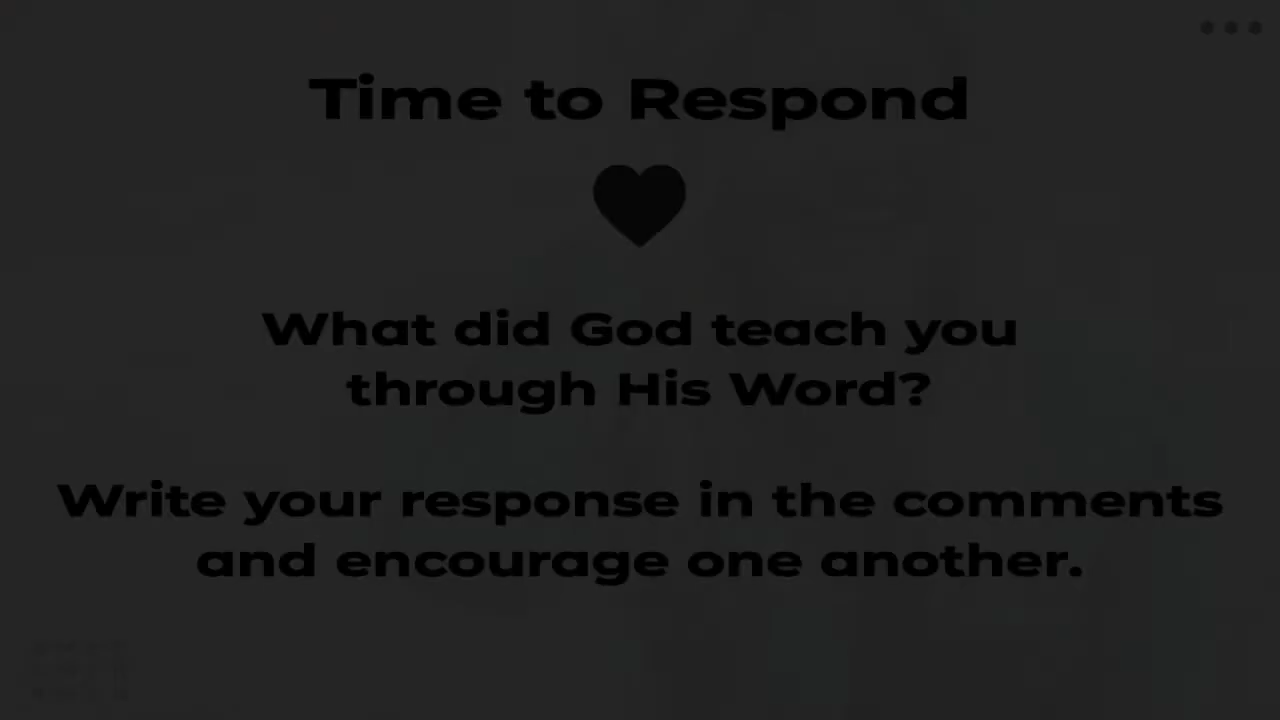 Time to Respond
What did God teach you
through His Word?
Write your response in the comments
and encourage one another.